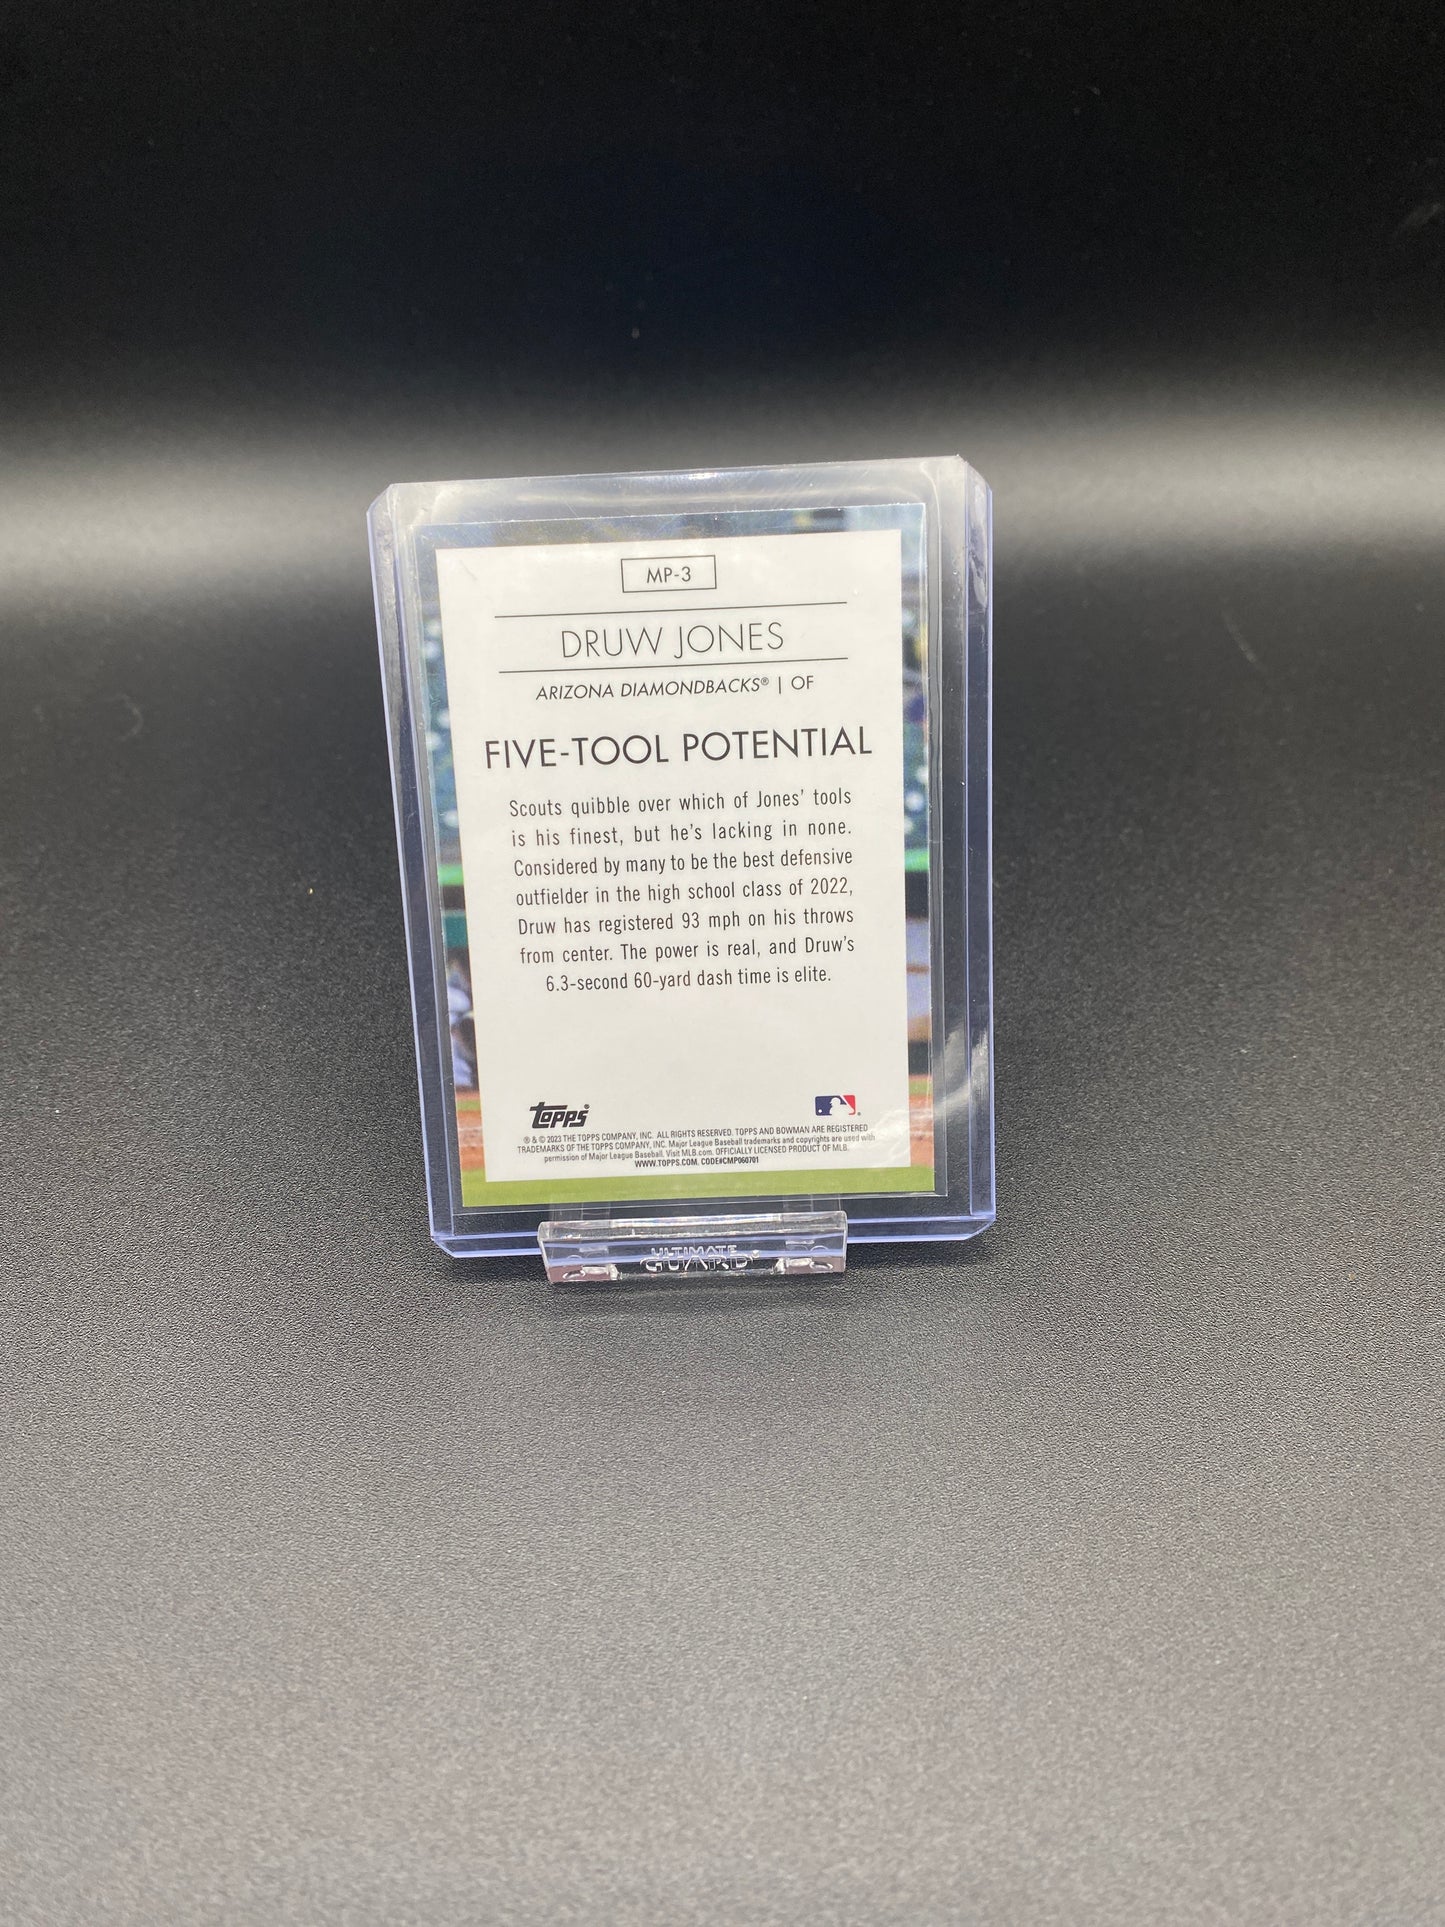 MP-3
DRUW JONES
ARIZONA DIAMONDBACKS® | OF
FIVE-TOOL POTENTIAL
Scouts quibble over which of Jones' tools
is his finest, but he's lacking in none.
Considered by many to be the best defensive
outfielder in the high school class of 2022,
Druw has registered 93 mph on his throws
from center. The power is real, and Druw's
6.3-second 60-yard dash time is elite.
topps
® & © 2023 THE TOPPS COMPANY, INC. ALL RIGHTS RESERVED. TOPPS AND BOWMAN ARE REGISTERED
TRADEMARKS OF THE TOPPS COMPANY, INC. Major League Baseball trademarks and copyrights are used with
permission of Major League Baseball. Visit MLB.com. OFFICIALLY LICENSED PRODUCT OF MLB.
WWW.TOPPS.COM. CODE#CMP060701
ULTIMATE
GUARD®